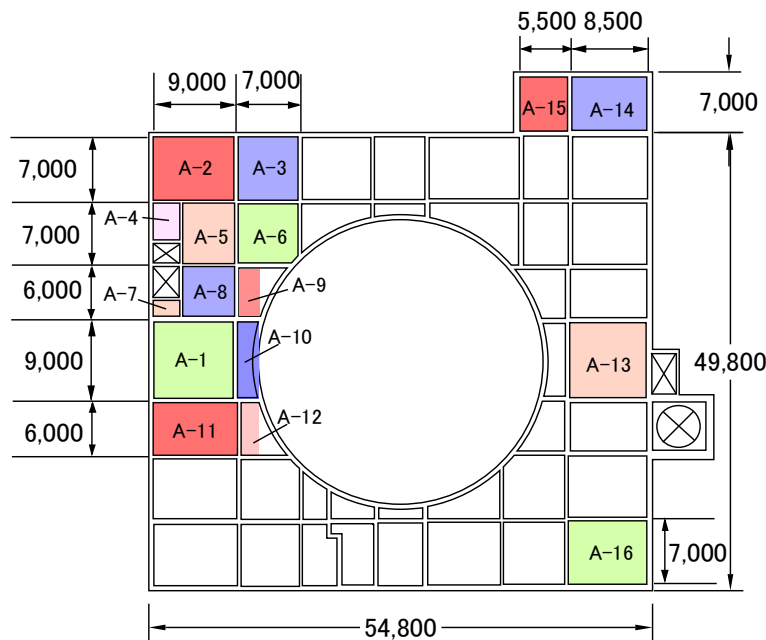 5,500 8,500
9,000 7,000
A-15 A-14 7,000
7,000 A-2 A-3
A-4
7,000 A-5 A-6
6,000 A-7 A-8 A-9
A-10
9,000 A-1 A-13 49,800
6,000 A-11 A-12
A-16 7,000
54,800